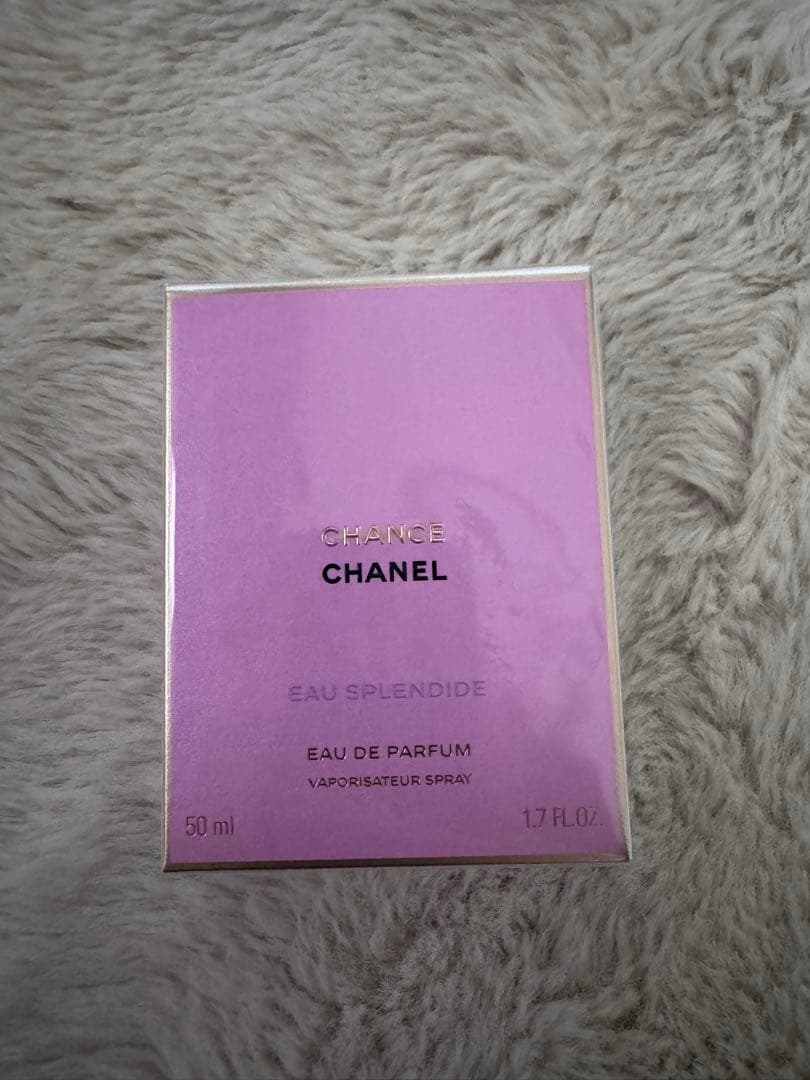 CHANCE
CHANEL
EAU SPLENDIDE
EAU DE PARFUM
VAPORISATEUR SPRAY
50 ml
1.7 FL.OZ.